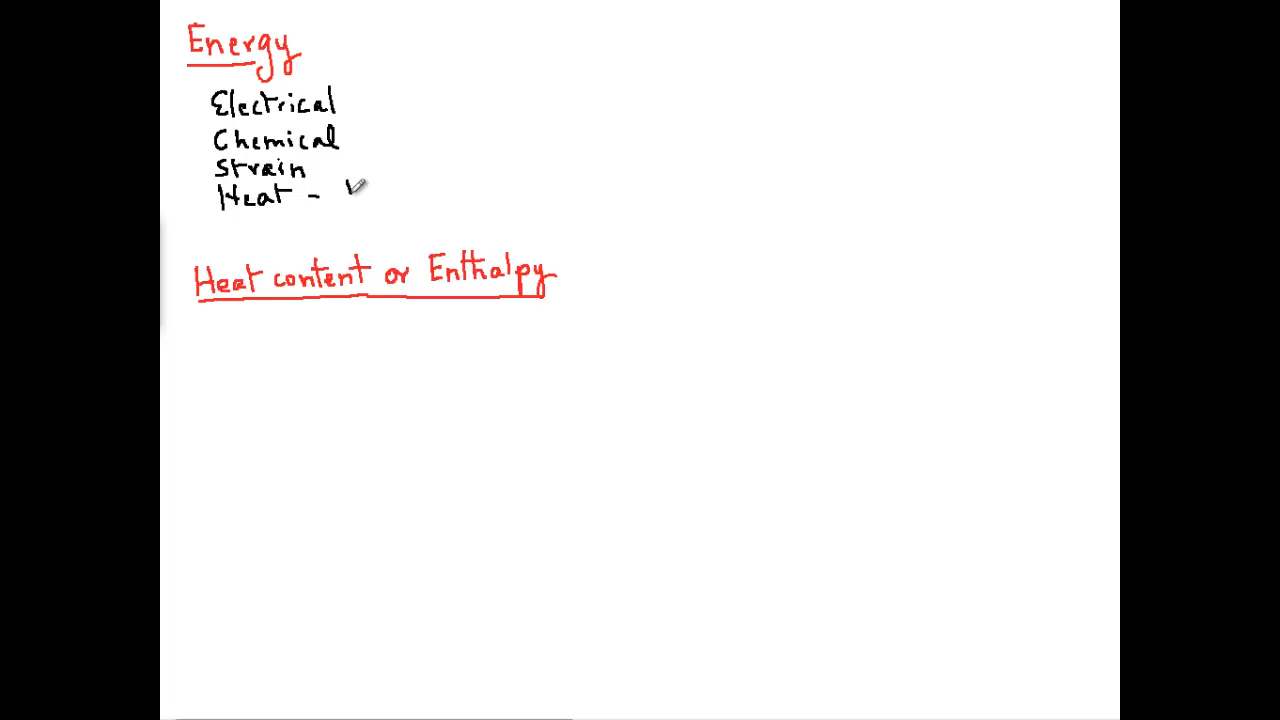 Energy
Electrical
Chemical
Strain
Heat -
Heat content or Enthalpy